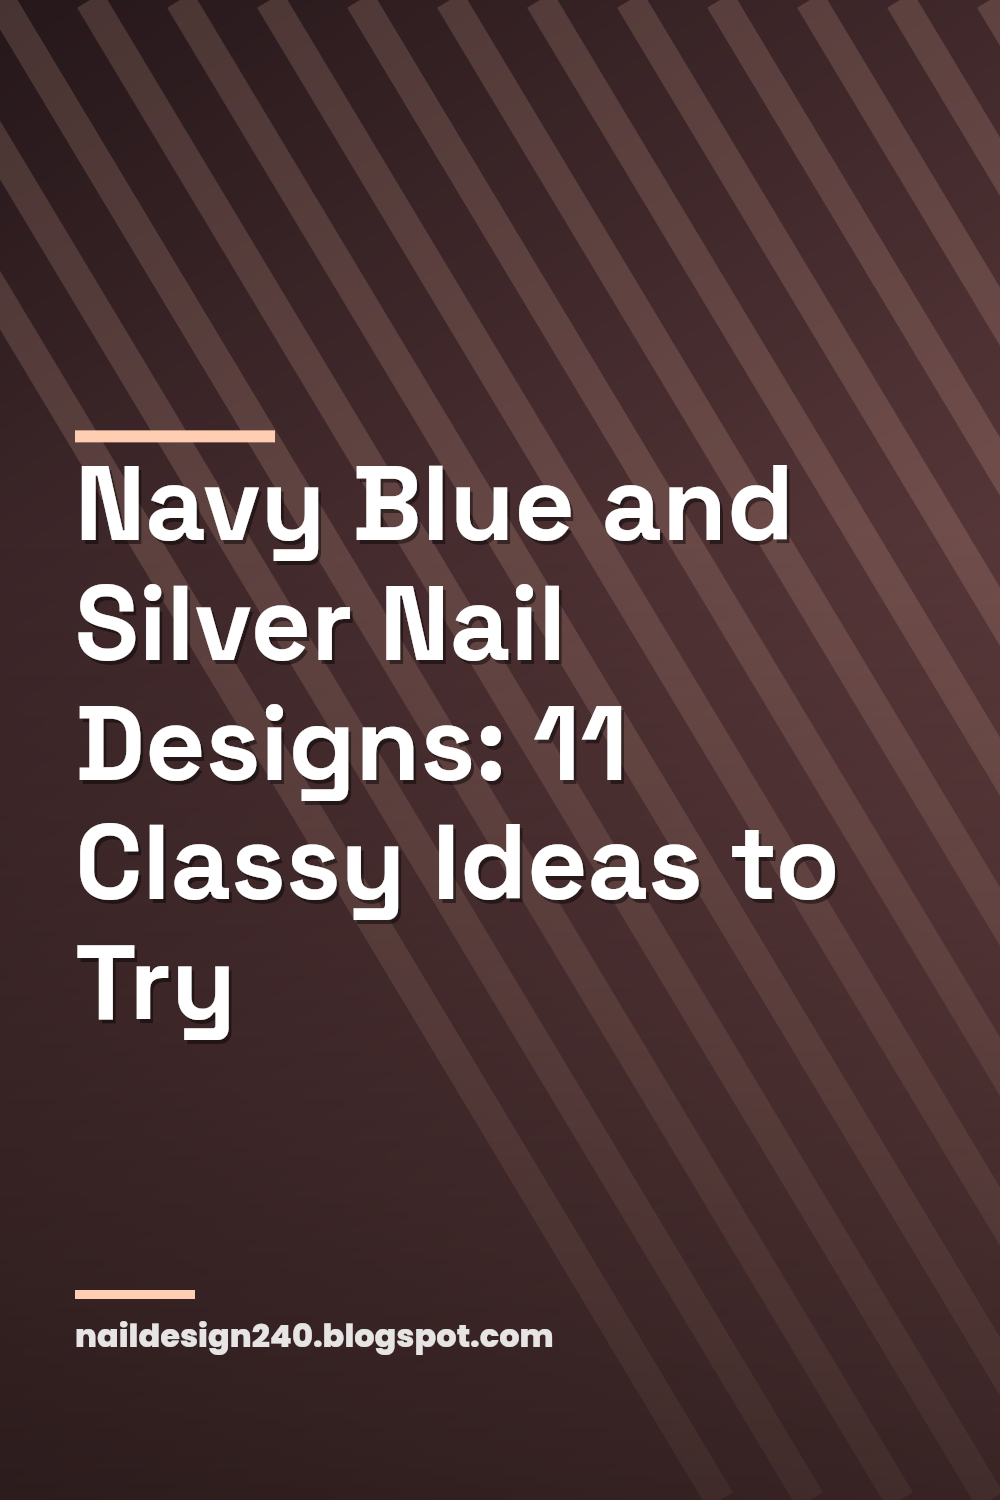 Navy Blue and
Silver Nail
Designs: 11
Classy Ideas to
Try
naildesign240.blogspot.com